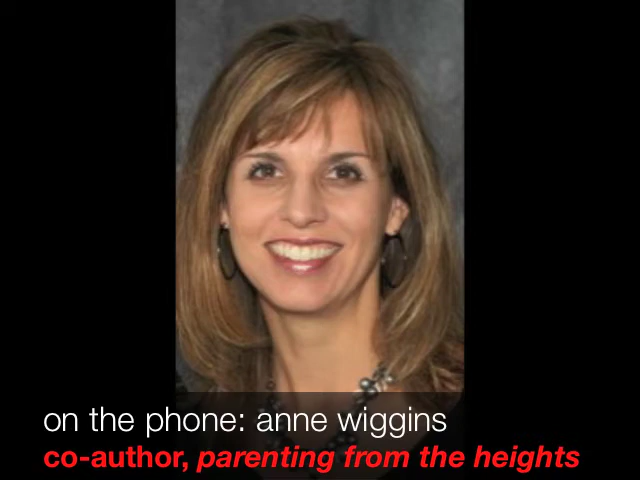 on the phone: anne wiggins
co-author, parenting from the heights